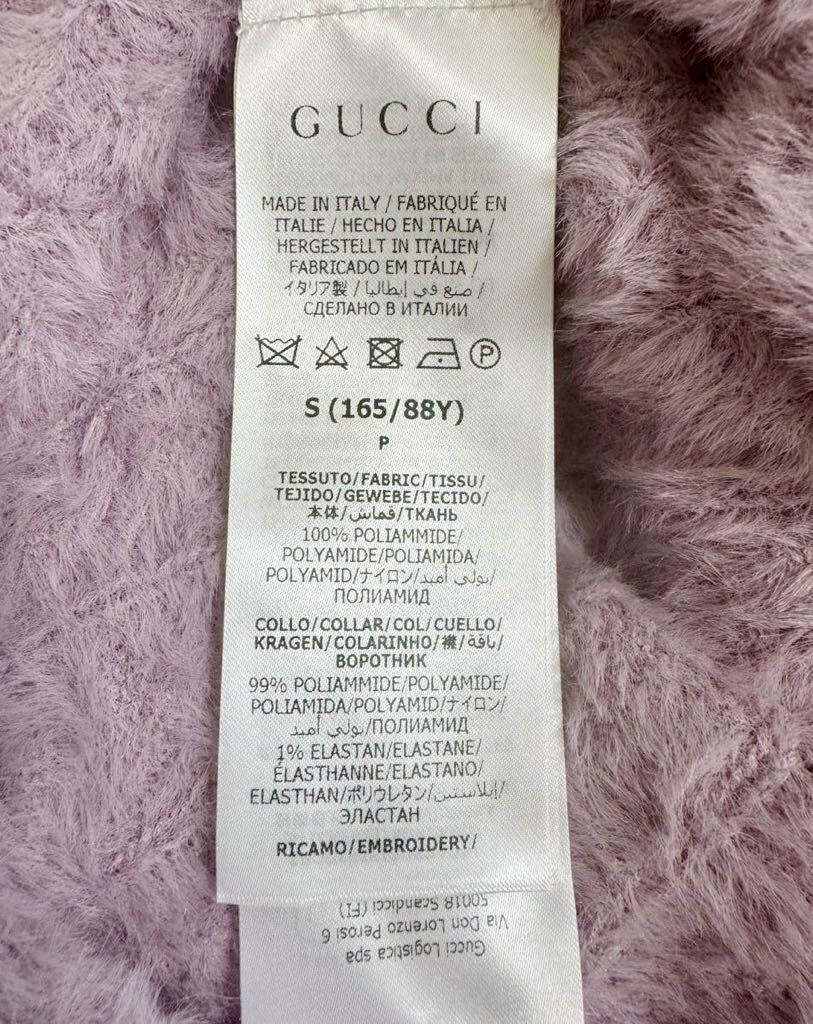 GUCCI
MADE IN ITALY / FABRIQUÉ EN
ITALIE / HECHO EN ITALIA /
HERGESTELLT IN ITALIEN /
FABRICADO EM ITÁLIA /
イタリア製 / صنع في إيطاليا /
СДЕЛАНО В ИТАЛИИ
P
S (165/88Y)
P
TESSUTO/FABRIC/TISSU/
TEJIDO/GEWEBE/TECIDO/
本体/قماش/ТКАНЬ
100% POLIAMMIDE/
POLYAMIDE/POLIAMIDA/
POLYAMID/ナイロン/بولي أميد/
ПОЛИАМИД
COLLO/COLLAR/COL/CUELLO/
KRAGEN/COLARINHO/襟/ياقة/
ВОРОТНИК
99% POLIAMMIDE/POLYAMIDE/
POLIAMIDA/POLYAMID/ナイロン/
بولي أميد/ПОЛИАМИД
1% ELASTAN/ELASTANE/
ÉLASTHANNE/ELASTANO/
ELASTHAN/ポリウレタン/إيلاستين/
ЭЛАСТАН
RICAMO/EMBROIDERY/
Gucci Logistica spa
Via Don Lorenzo Perosi 6
50018 Scandicci (FI)